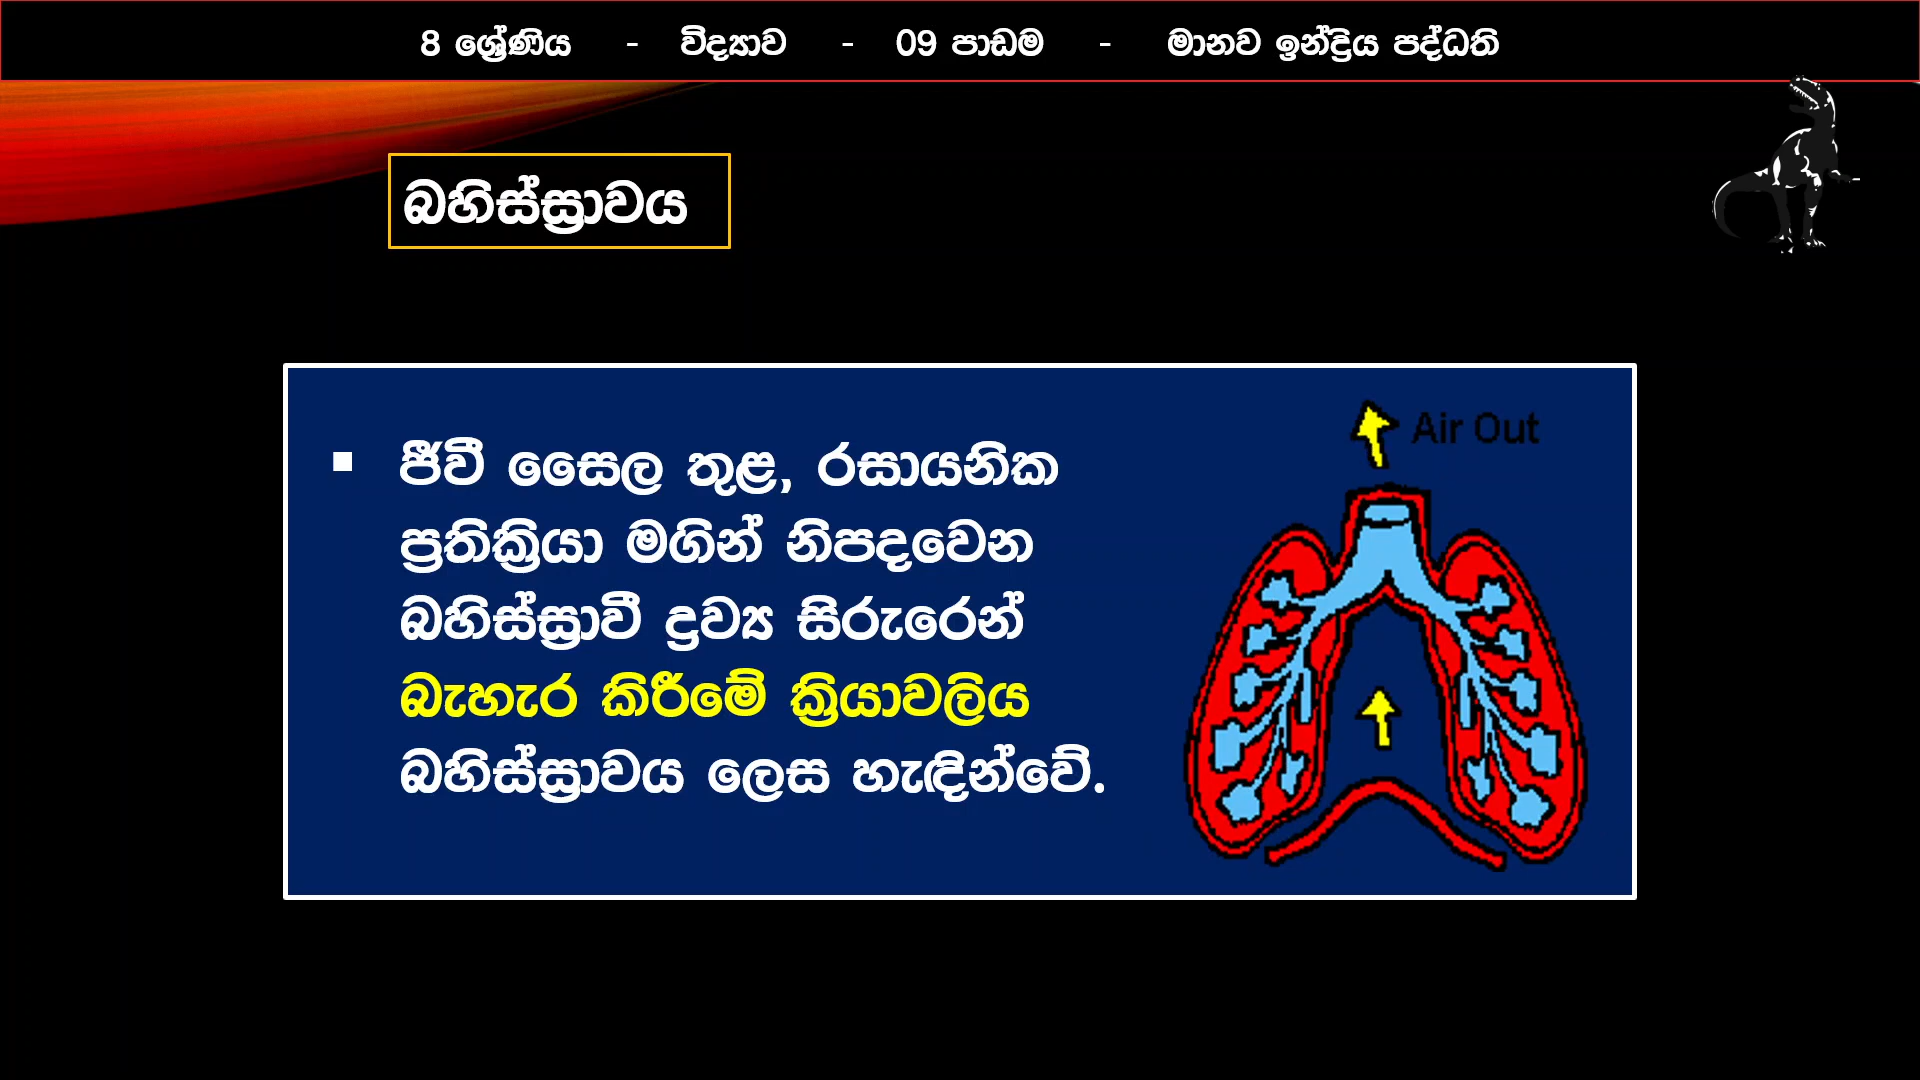 8 ශ්‍රේණිය - විද්‍යාව - 09 පාඩම - මානව ඉන්ද්‍රිය පද්ධති
බහිස්ස්‍රාවය
▪ ජීවී සෛල තුළ, රසායනික
ප්‍රතික්‍රියා මගින් නිපදවෙන
බහිස්ස්‍රාවී ද්‍රව්‍ය සිරුරෙන්
බැහැර කිරීමේ ක්‍රියාවලිය
බහිස්ස්‍රාවය ලෙස හැඳින්වේ.
Air Out